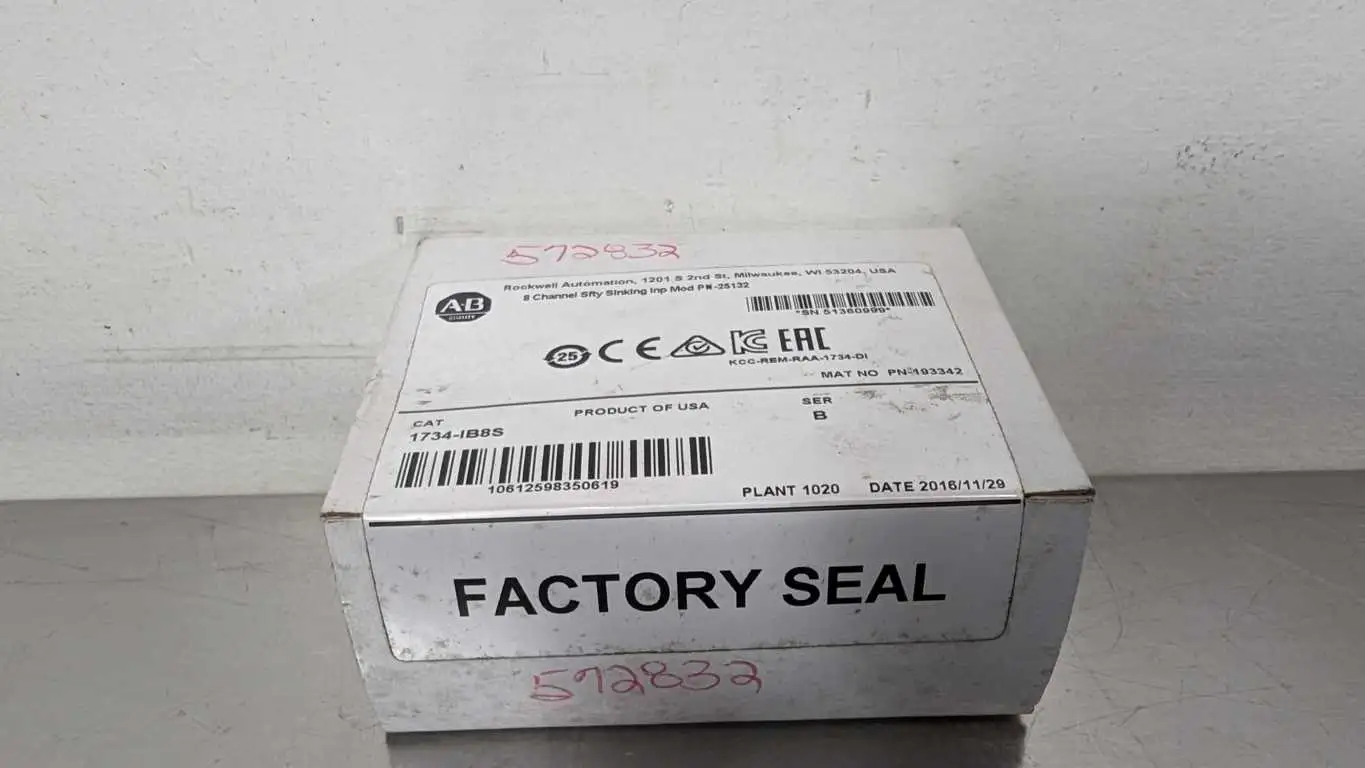 572832
Rockwell Automation, 1201 S 2nd St, Milwaukee, WI 53204, USA
8 Channel Sfty Sinking Inp Mod PN-25132
A-B
QUALITY
*SN 51360999*
25
CE
KC
EAC
KCC-REM-RAA-1734-DI
MAT NO PN-193342
CAT
1734-IB8S
PRODUCT OF USA
SER
B
10612598350619
PLANT 1020 DATE 2016/11/29
FACTORY SEAL
572832